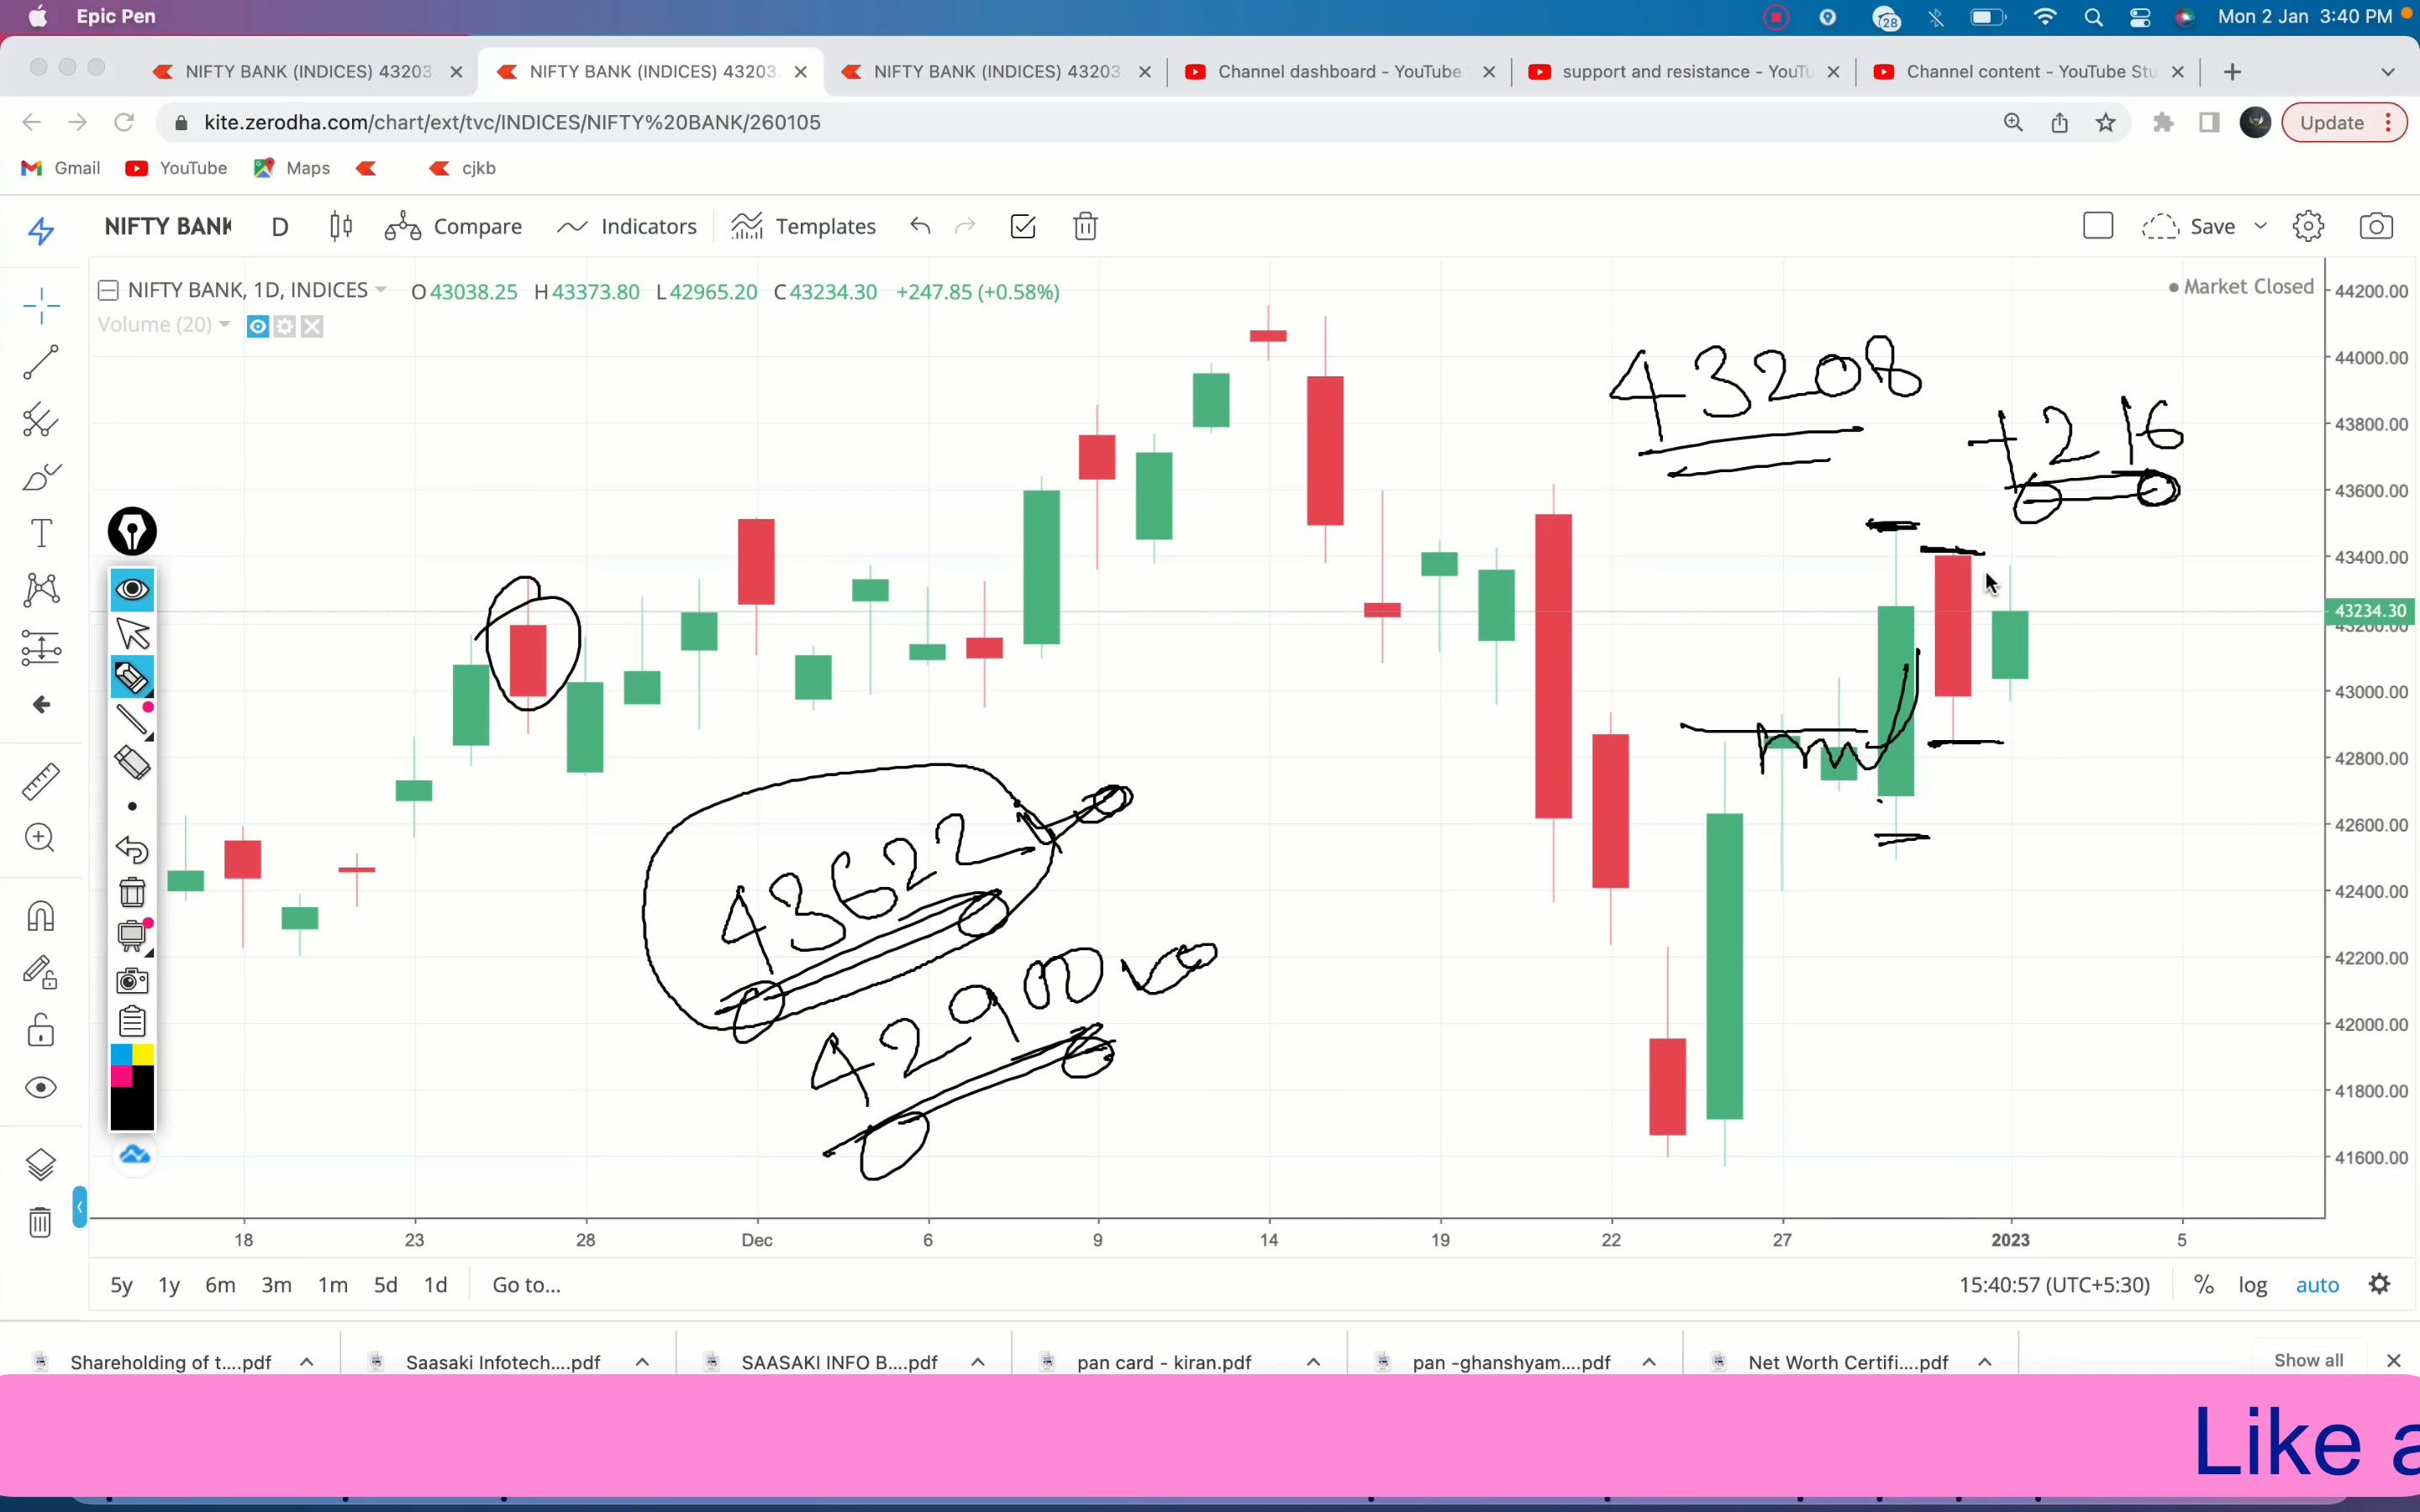 Epic Pen
28
Mon 2 Jan 3:40 PM
NIFTY BANK (INDICES) 43203
NIFTY BANK (INDICES) 43203
NIFTY BANK (INDICES) 43203
Channel dashboard - YouTube
support and resistance - YouTu
Channel content - YouTube Stu
kite.zerodha.com/chart/ext/tvc/INDICES/NIFTY%20BANK/260105
Update
Gmail
YouTube
Maps
cjkb
NIFTY BANK
D
Compare
Indicators
Templates
Save
NIFTY BANK, 1D, INDICES
O43038.25 H43373.80 L42965.20 C43234.30 +247.85 (+0.58%)
Volume (20)
Market Closed
43208
+216
43622
42900
44200.00
44000.00
43800.00
43600.00
43400.00
43234.30
43200.00
43000.00
42800.00
42600.00
42400.00
42200.00
42000.00
41800.00
41600.00
18 23 28 Dec 6 9 14 19 22 27 2023 5
5y 1y 6m 3m 1m 5d 1d Go to...
15:40:57 (UTC+5:30) % log auto
Shareholding of t....pdf
Saasaki Infotech....pdf
SAASAKI INFO B....pdf
pan card - kiran.pdf
pan -ghanshyam....pdf
Net Worth Certifi....pdf
Show all
Like a